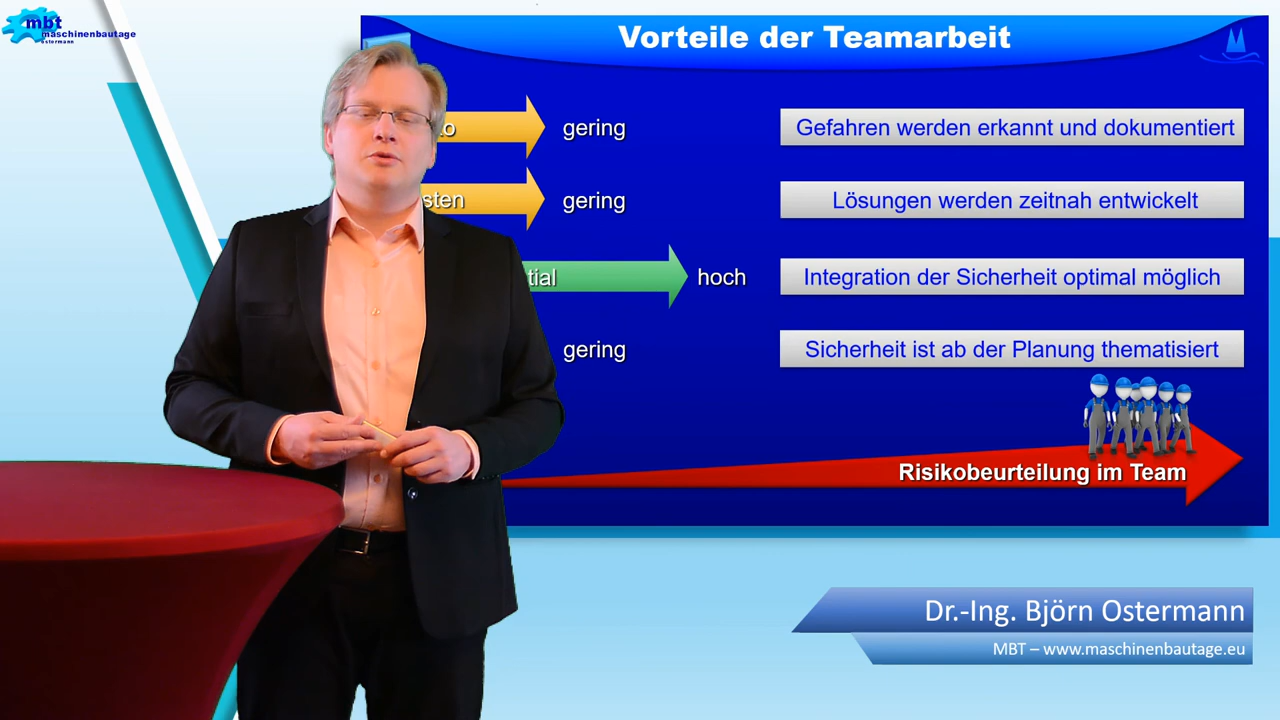 mbt
maschinenbautage
ostermann
Vorteile der Teamarbeit
gering
Gefahren werden erkannt und dokumentiert
gering
Lösungen werden zeitnah entwickelt
hoch
Integration der Sicherheit optimal möglich
gering
Sicherheit ist ab der Planung thematisiert
Risikobeurteilung im Team
Dr.-Ing. Björn Ostermann
MBT – www.maschinenbautage.eu